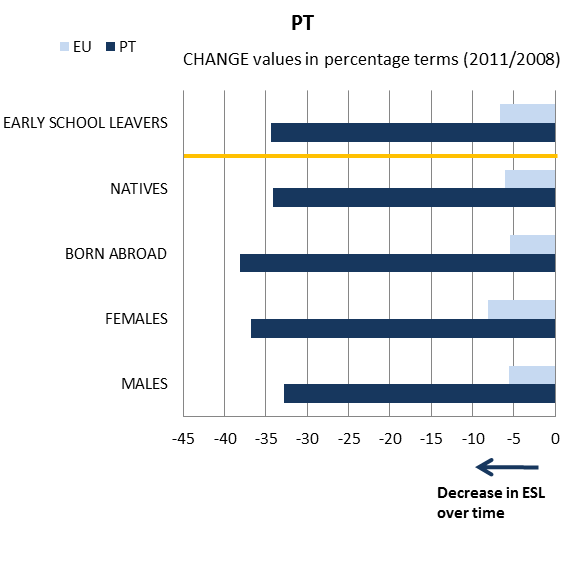 PT
EU PT
CHANGE values in percentage terms (2011/2008)
EARLY SCHOOL LEAVERS
NATIVES
BORN ABROAD
FEMALES
MALES
-45 -40 -35 -30 -25 -20 -15 -10 -5 0
Decrease in ESL
over time